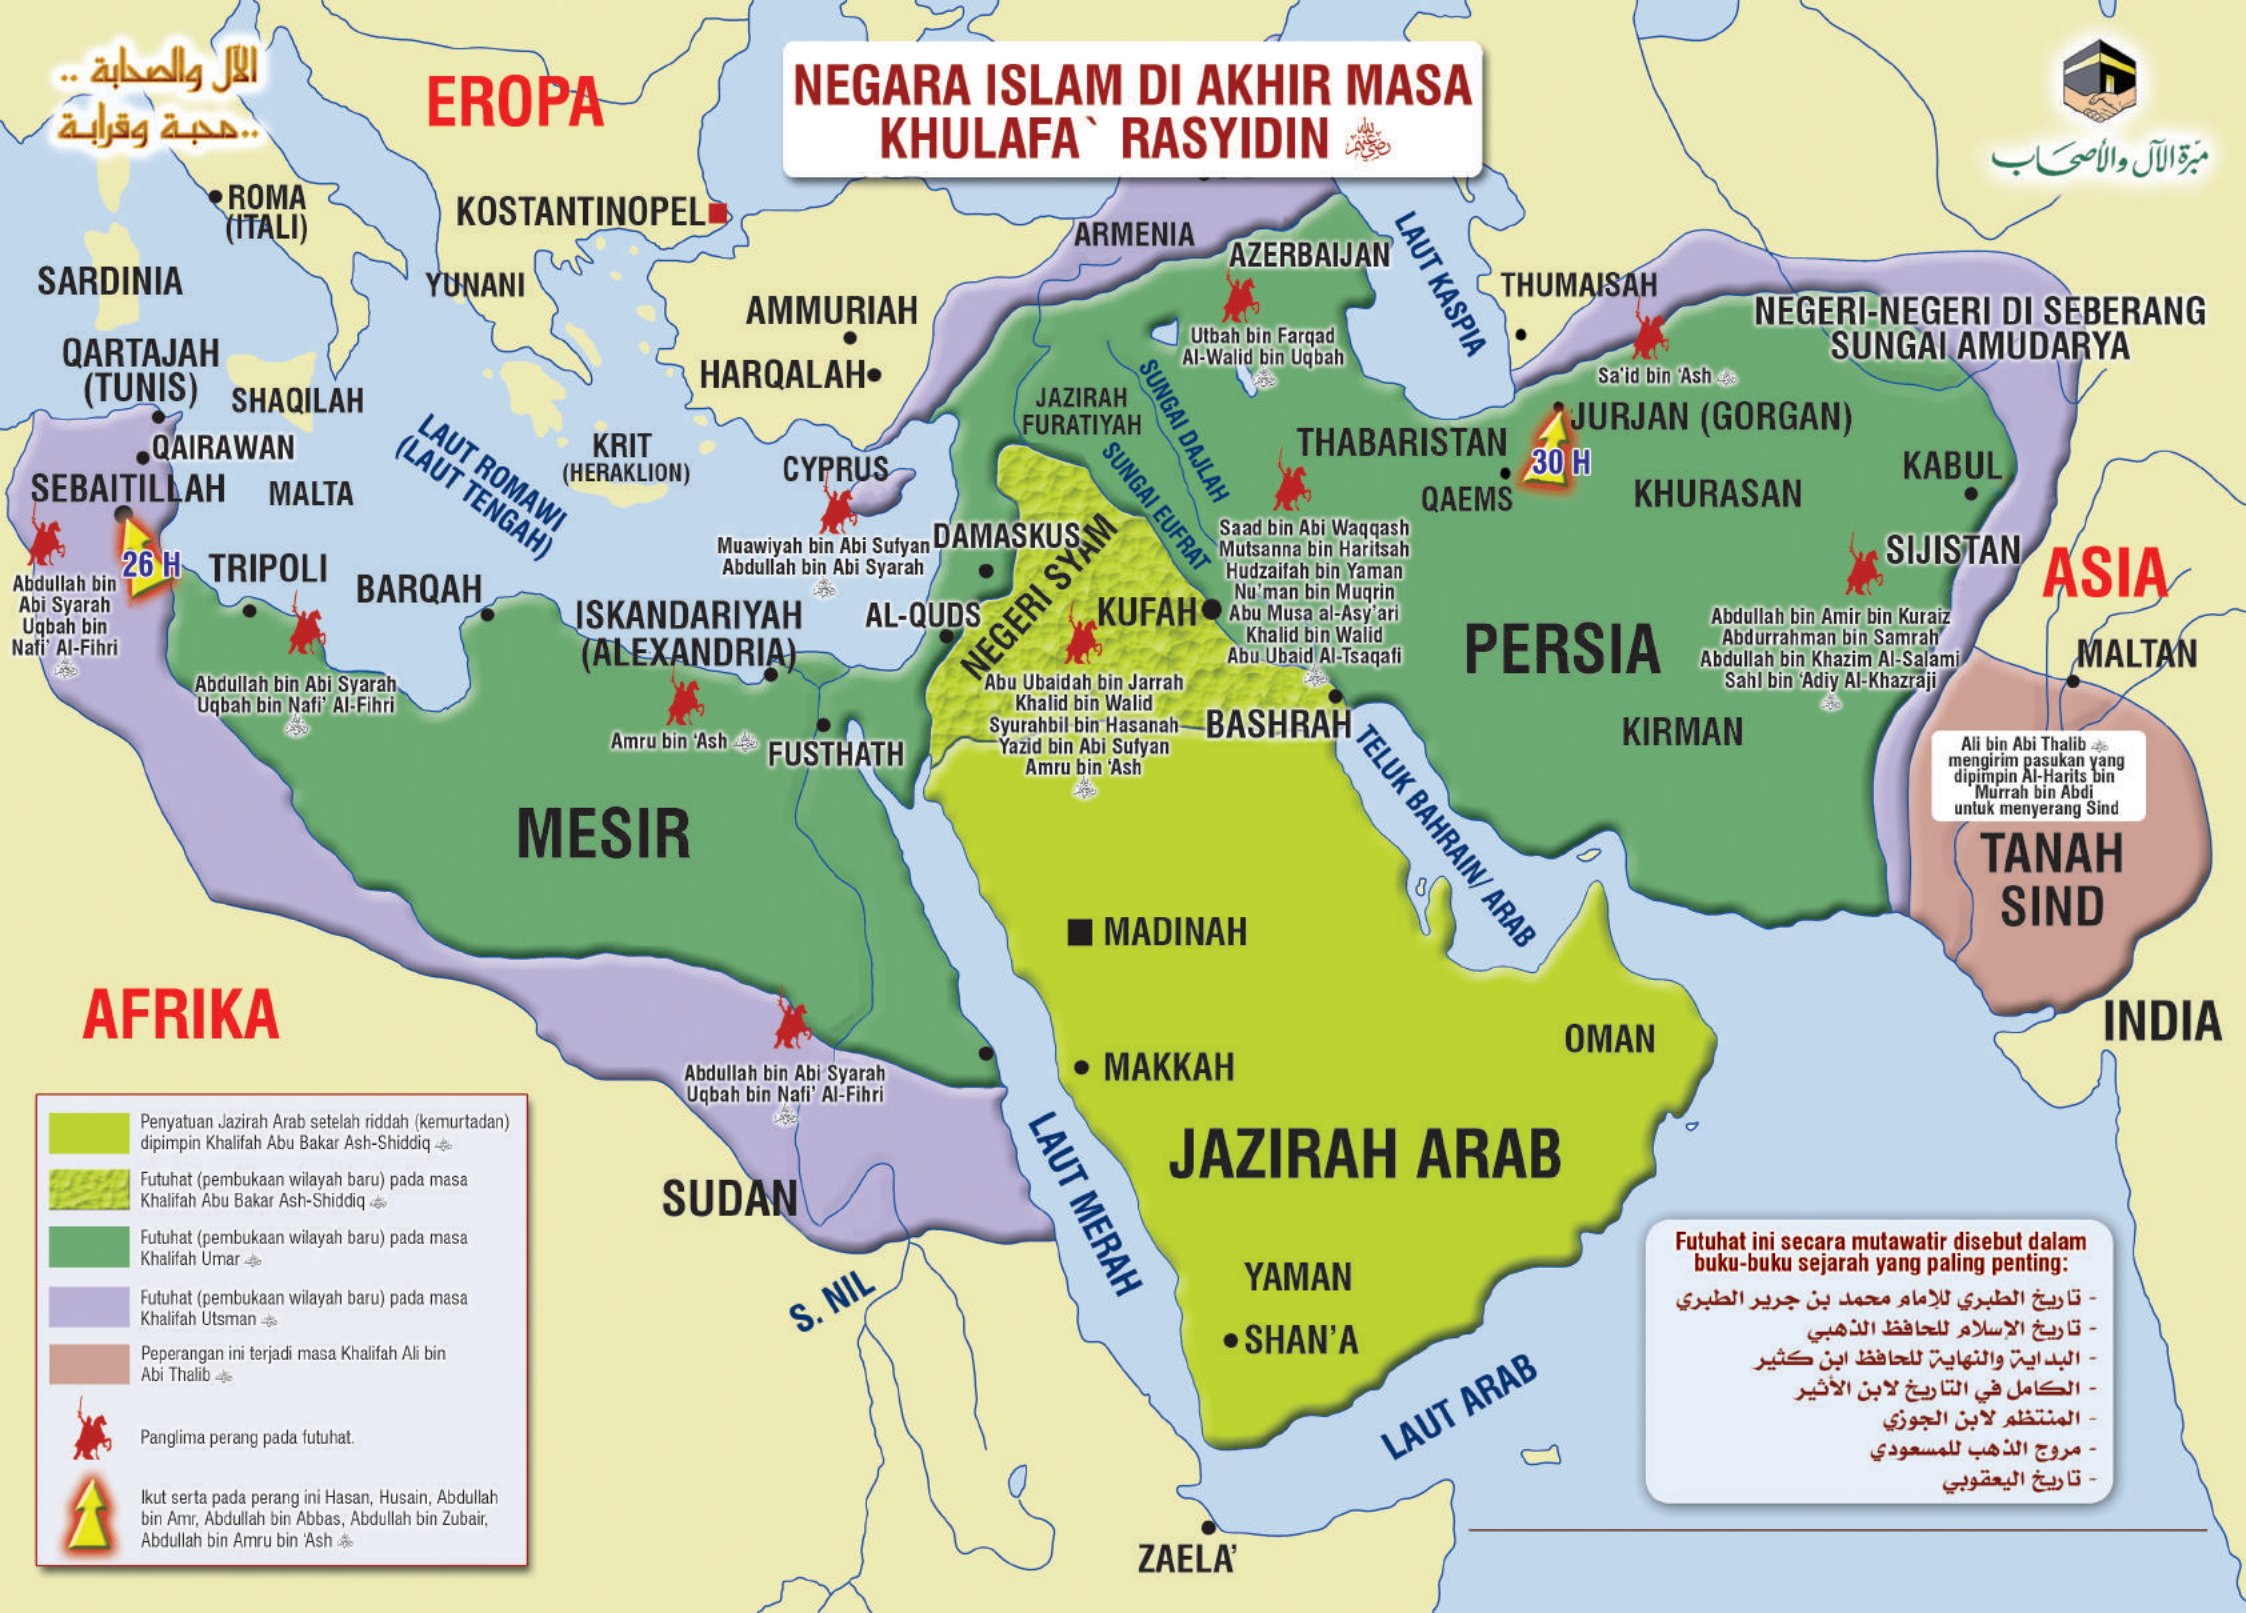 الآل والصحابة ..
محبة وقرابة..
NEGARA ISLAM DI AKHIR MASA
KHULAFA` RASYIDIN
مبرّة الآل والأصحاب
EROPA
ROMA
(ITALI)
KOSTANTINOPEL
SARDINIA
YUNANI
AMMURIAH
HARQALAH
ARMENIA
AZERBAIJAN
Utbah bin Farqad
Al-Walid bin Uqbah
LAUT KASPIA
THUMAISAH
Sa'id bin 'Ash
NEGERI-NEGERI DI SEBERANG
SUNGAI AMUDARYA
QARTAJAH
(TUNIS)
SHAQILAH
QAIRAWAN
SEBAITILLAH
MALTA
LAUT ROMAWI
(LAUT TENGAH)
KRIT
(HERAKLION)
CYPRUS
Muawiyah bin Abi Sufyan
Abdullah bin Abi Syarah
JAZIRAH
FURATIYAH
SUNGAI DAJLAH
SUNGAI EUFRAT
THABARISTAN
JURJAN (GORGAN)
30 H
QAEMS
KHURASAN
KABUL
26 H
Abdullah bin
Abi Syarah
Uqbah bin
Nafi' Al-Fihri
TRIPOLI
BARQAH
Abdullah bin Abi Syarah
Uqbah bin Nafi' Al-Fihri
ISKANDARIYAH
(ALEXANDRIA)
Amru bin 'Ash
FUSTHATH
DAMASKUS
AL-QUDS
NEGERI SYAM
KUFAH
Abu Ubaidah bin Jarrah
Khalid bin Walid
Syurahbil bin Hasanah
Yazid bin Abi Sufyan
Amru bin 'Ash
Saad bin Abi Waqqash
Mutsanna bin Haritsah
Hudzaifah bin Yaman
Nu'man bin Muqrin
Abu Musa al-Asy'ari
Khalid bin Walid
Abu Ubaid Al-Tsaqafi
BASHRAH
PERSIA
KIRMAN
SIJISTAN
Abdullah bin Amir bin Kuraiz
Abdurrahman bin Samrah
Abdullah bin Khazim Al-Salami
Sahl bin 'Adiy Al-Khazraji
ASIA
MALTAN
Ali bin Abi Thalib
mengirim pasukan yang
dipimpin Al-Harits bin
Murrah bin Abdi
untuk menyerang Sind
TANAH
SIND
INDIA
MESIR
TELUK BAHRAIN/ ARAB
MADINAH
MAKKAH
OMAN
JAZIRAH ARAB
YAMAN
SHAN'A
LAUT MERAH
LAUT ARAB
ZAELA'
AFRIKA
Abdullah bin Abi Syarah
Uqbah bin Nafi' Al-Fihri
SUDAN
S. NIL
Penyatuan Jazirah Arab setelah riddah (kemurtadan)
dipimpin Khalifah Abu Bakar Ash-Shiddiq
Futuhat (pembukaan wilayah baru) pada masa
Khalifah Abu Bakar Ash-Shiddiq
Futuhat (pembukaan wilayah baru) pada masa
Khalifah Umar
Futuhat (pembukaan wilayah baru) pada masa
Khalifah Utsman
Peperangan ini terjadi masa Khalifah Ali bin
Abi Thalib
Panglima perang pada futuhat.
Ikut serta pada perang ini Hasan, Husain, Abdullah
bin Amr, Abdullah bin Abbas, Abdullah bin Zubair,
Abdullah bin Amru bin 'Ash
Futuhat ini secara mutawatir disebut dalam
buku-buku sejarah yang paling penting:
- تاريخ الطبري للإمام محمد بن جرير الطبري
- تاريخ الإسلام للحافظ الذهبي
- البداية والنهاية للحافظ ابن كثير
- الكامل في التاريخ لابن الأثير
- المنتظم لابن الجوزي
- مروج الذهب للمسعودي
- تاريخ اليعقوبي